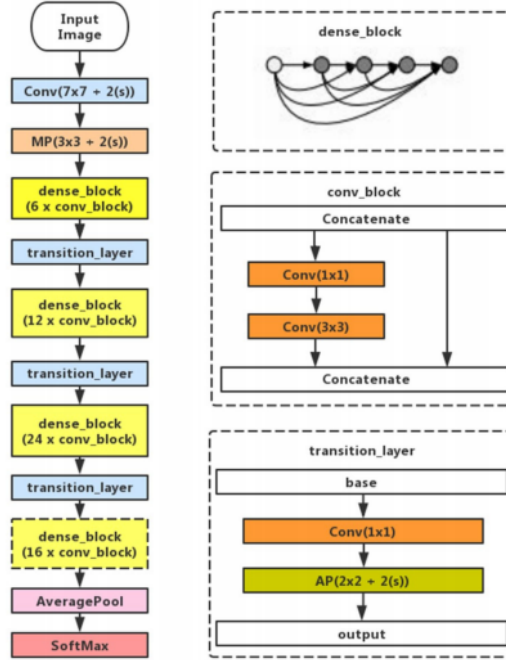 Input
Image
Conv(7x7 + 2(s))
MP(3x3 + 2(s))
dense_block
(6 x conv_block)
transition_layer
dense_block
(12 x conv_block)
transition_layer
dense_block
(24 x conv_block)
transition_layer
dense_block
(16 x conv_block)
AveragePool
SoftMax
dense_block
conv_block
Concatenate
Conv(1x1)
Conv(3x3)
Concatenate
transition_layer
base
Conv(1x1)
AP(2x2 + 2(s))
output